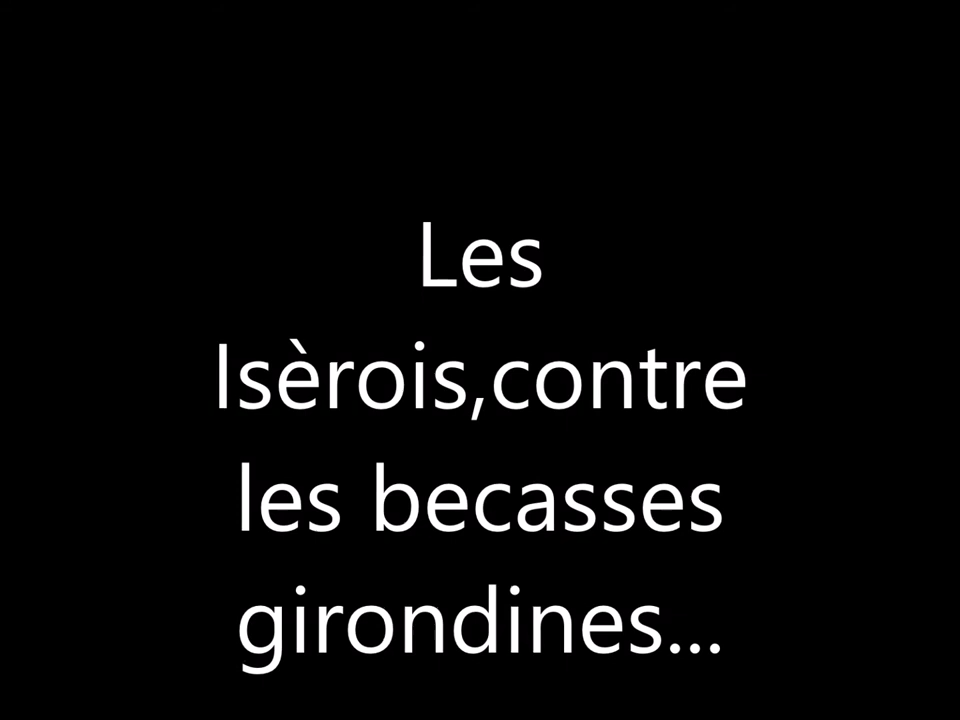 Les
Isèrois,contre
les becasses
girondines...